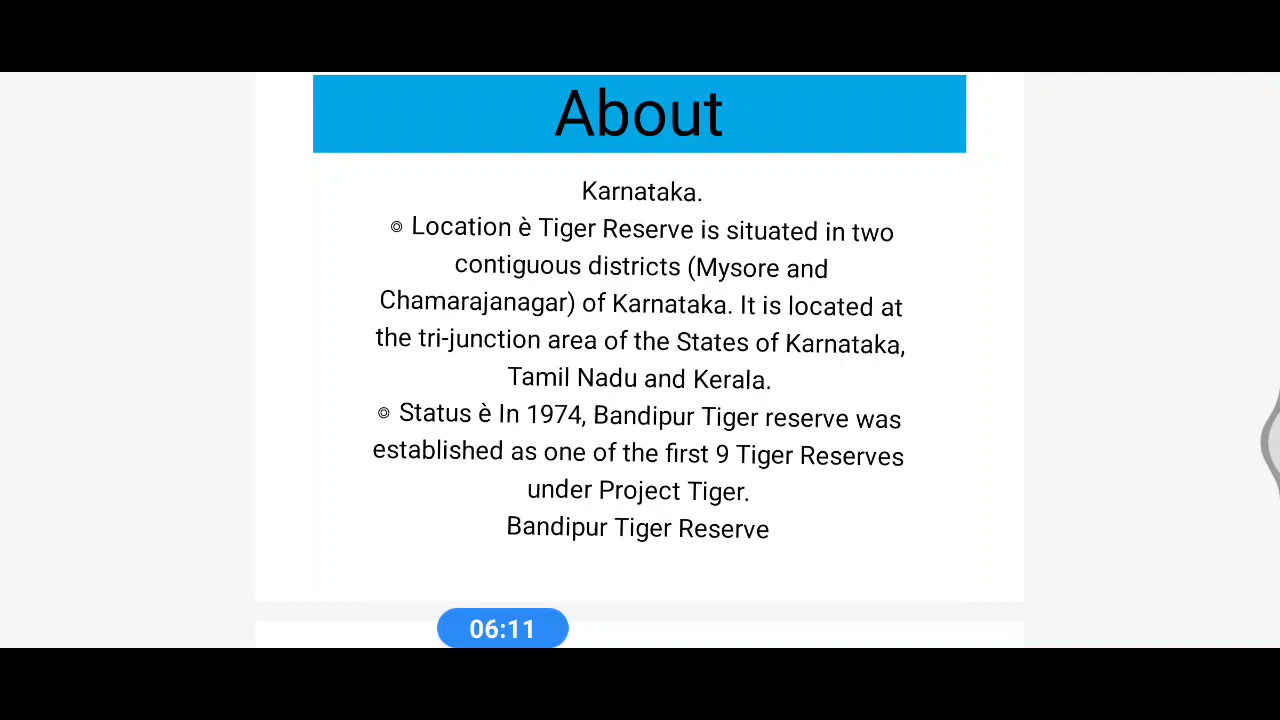 About
Karnataka.
⌾ Location è Tiger Reserve is situated in two
contiguous districts (Mysore and
Chamarajanagar) of Karnataka. It is located at
the tri-junction area of the States of Karnataka,
Tamil Nadu and Kerala.
⌾ Status è In 1974, Bandipur Tiger reserve was
established as one of the first 9 Tiger Reserves
under Project Tiger.
Bandipur Tiger Reserve
06:11